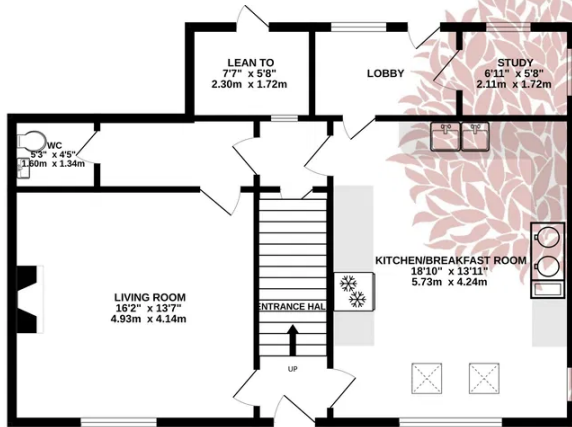 LEAN TO
7'7" x 5'8"
2.30m x 1.72m
LOBBY
STUDY
6'11" x 5'8"
2.11m x 1.72m
WC
5'3" x 4'5"
1.60m x 1.34m
KITCHEN/BREAKFAST ROOM
18'10" x 13'11"
5.73m x 4.24m
LIVING ROOM
16'2" x 13'7"
4.93m x 4.14m
ENTRANCE HALL
UP